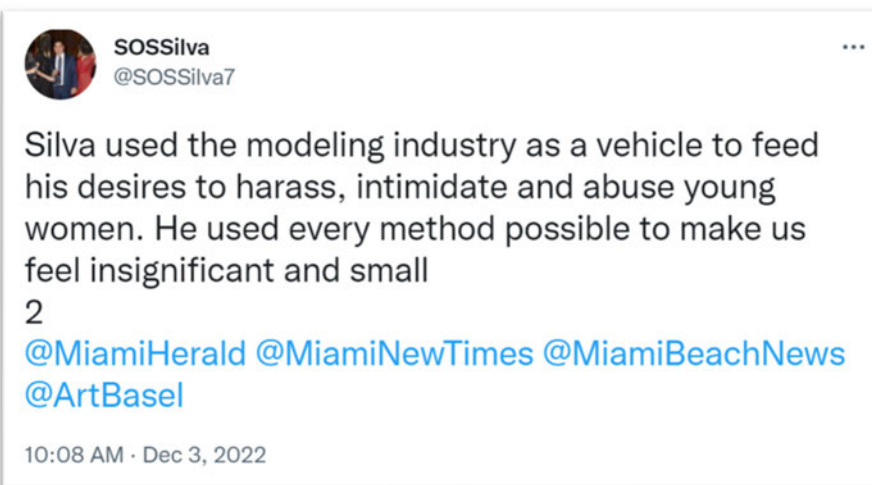 SOSSilva
@SOSSilva7
Silva used the modeling industry as a vehicle to feed
his desires to harass, intimidate and abuse young
women. He used every method possible to make us
feel insignificant and small
2
@MiamiHerald @MiamiNewTimes @MiamiBeachNews
@ArtBasel
10:08 AM · Dec 3, 2022